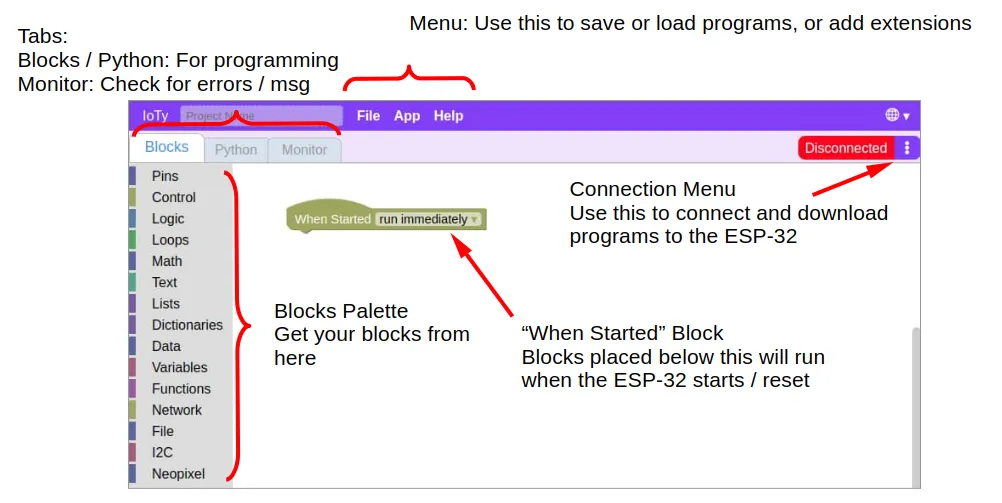 Menu: Use this to save or load programs, or add extensions
Tabs:
Blocks / Python: For programming
Monitor: Check for errors / msg
IoTy
Project Name
File App Help
Blocks
Python
Monitor
Disconnected
Pins
Control
Logic
Loops
Math
Text
Lists
Dictionaries
Data
Variables
Functions
Network
File
I2C
Neopixel
When Started run immediately
Connection Menu
Use this to connect and download
programs to the ESP-32
Blocks Palette
Get your blocks from
here
“When Started” Block
Blocks placed below this will run
when the ESP-32 starts / reset